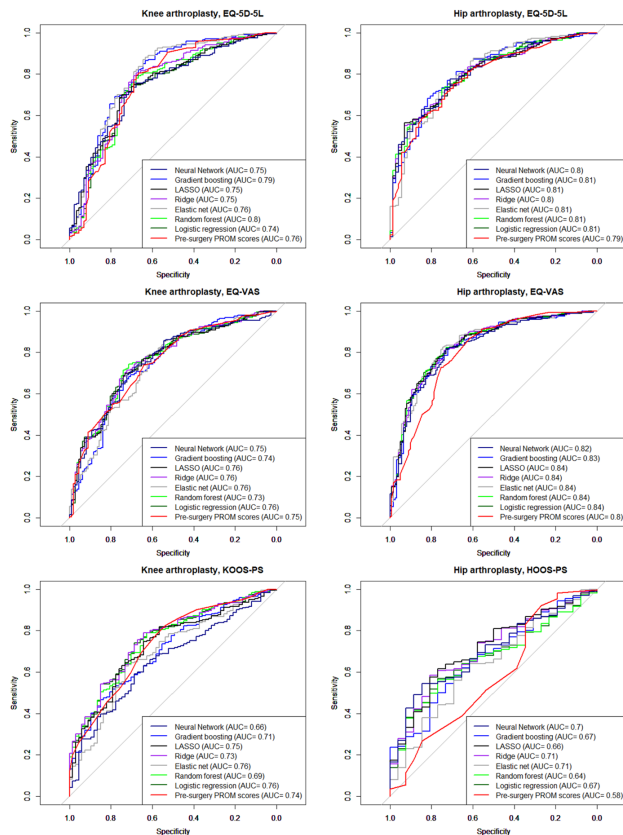 Knee arthroplasty, EQ-5D-5L
Sensitivity
1.0
0.8
0.6
0.4
0.2
0.0
1.0 0.8 0.6 0.4 0.2 0.0
Specificity
Neural Network (AUC= 0.75)
Gradient boosting (AUC= 0.79)
LASSO (AUC= 0.75)
Ridge (AUC= 0.75)
Elastic net (AUC= 0.76)
Random forest (AUC= 0.8)
Logistic regression (AUC= 0.74)
Pre-surgery PROM scores (AUC= 0.76)
Hip arthroplasty, EQ-5D-5L
Sensitivity
1.0
0.8
0.6
0.4
0.2
0.0
1.0 0.8 0.6 0.4 0.2 0.0
Specificity
Neural Network (AUC= 0.8)
Gradient boosting (AUC= 0.81)
LASSO (AUC= 0.81)
Ridge (AUC= 0.8)
Elastic net (AUC= 0.81)
Random forest (AUC= 0.81)
Logistic regression (AUC= 0.81)
Pre-surgery PROM scores (AUC= 0.79)
Knee arthroplasty, EQ-VAS
Sensitivity
1.0
0.8
0.6
0.4
0.2
0.0
1.0 0.8 0.6 0.4 0.2 0.0
Specificity
Neural Network (AUC= 0.75)
Gradient boosting (AUC= 0.74)
LASSO (AUC= 0.76)
Ridge (AUC= 0.76)
Elastic net (AUC= 0.76)
Random forest (AUC= 0.73)
Logistic regression (AUC= 0.76)
Pre-surgery PROM scores (AUC= 0.75)
Hip arthroplasty, EQ-VAS
Sensitivity
1.0
0.8
0.6
0.4
0.2
0.0
1.0 0.8 0.6 0.4 0.2 0.0
Specificity
Neural Network (AUC= 0.82)
Gradient boosting (AUC= 0.83)
LASSO (AUC= 0.84)
Ridge (AUC= 0.84)
Elastic net (AUC= 0.84)
Random forest (AUC= 0.84)
Logistic regression (AUC= 0.84)
Pre-surgery PROM scores (AUC= 0.8)
Knee arthroplasty, KOOS-PS
Sensitivity
1.0
0.8
0.6
0.4
0.2
0.0
1.0 0.8 0.6 0.4 0.2 0.0
Specificity
Neural Network (AUC= 0.66)
Gradient boosting (AUC= 0.71)
LASSO (AUC= 0.75)
Ridge (AUC= 0.73)
Elastic net (AUC= 0.76)
Random forest (AUC= 0.69)
Logistic regression (AUC= 0.76)
Pre-surgery PROM scores (AUC= 0.74)
Hip arthroplasty, HOOS-PS
Sensitivity
1.0
0.8
0.6
0.4
0.2
0.0
1.0 0.8 0.6 0.4 0.2 0.0
Specificity
Neural Network (AUC= 0.7)
Gradient boosting (AUC= 0.67)
LASSO (AUC= 0.66)
Ridge (AUC= 0.71)
Elastic net (AUC= 0.71)
Random forest (AUC= 0.64)
Logistic regression (AUC= 0.67)
Pre-surgery PROM scores (AUC= 0.58)